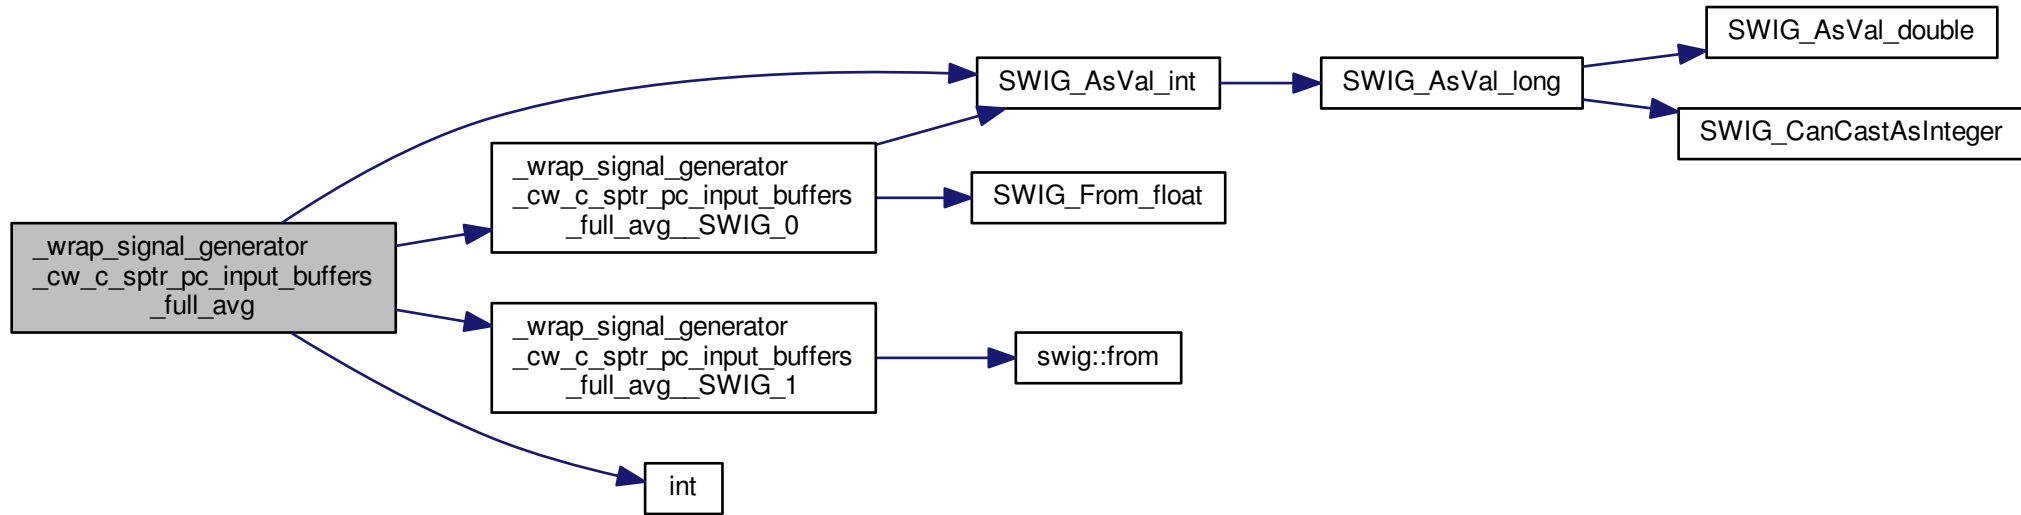 _wrap_signal_generator
_cw_c_sptr_pc_input_buffers
_full_avg
_wrap_signal_generator
_cw_c_sptr_pc_input_buffers
_full_avg__SWIG_0
_wrap_signal_generator
_cw_c_sptr_pc_input_buffers
_full_avg__SWIG_1
int
SWIG_AsVal_int
SWIG_From_float
swig::from
SWIG_AsVal_long
SWIG_AsVal_double
SWIG_CanCastAsInteger